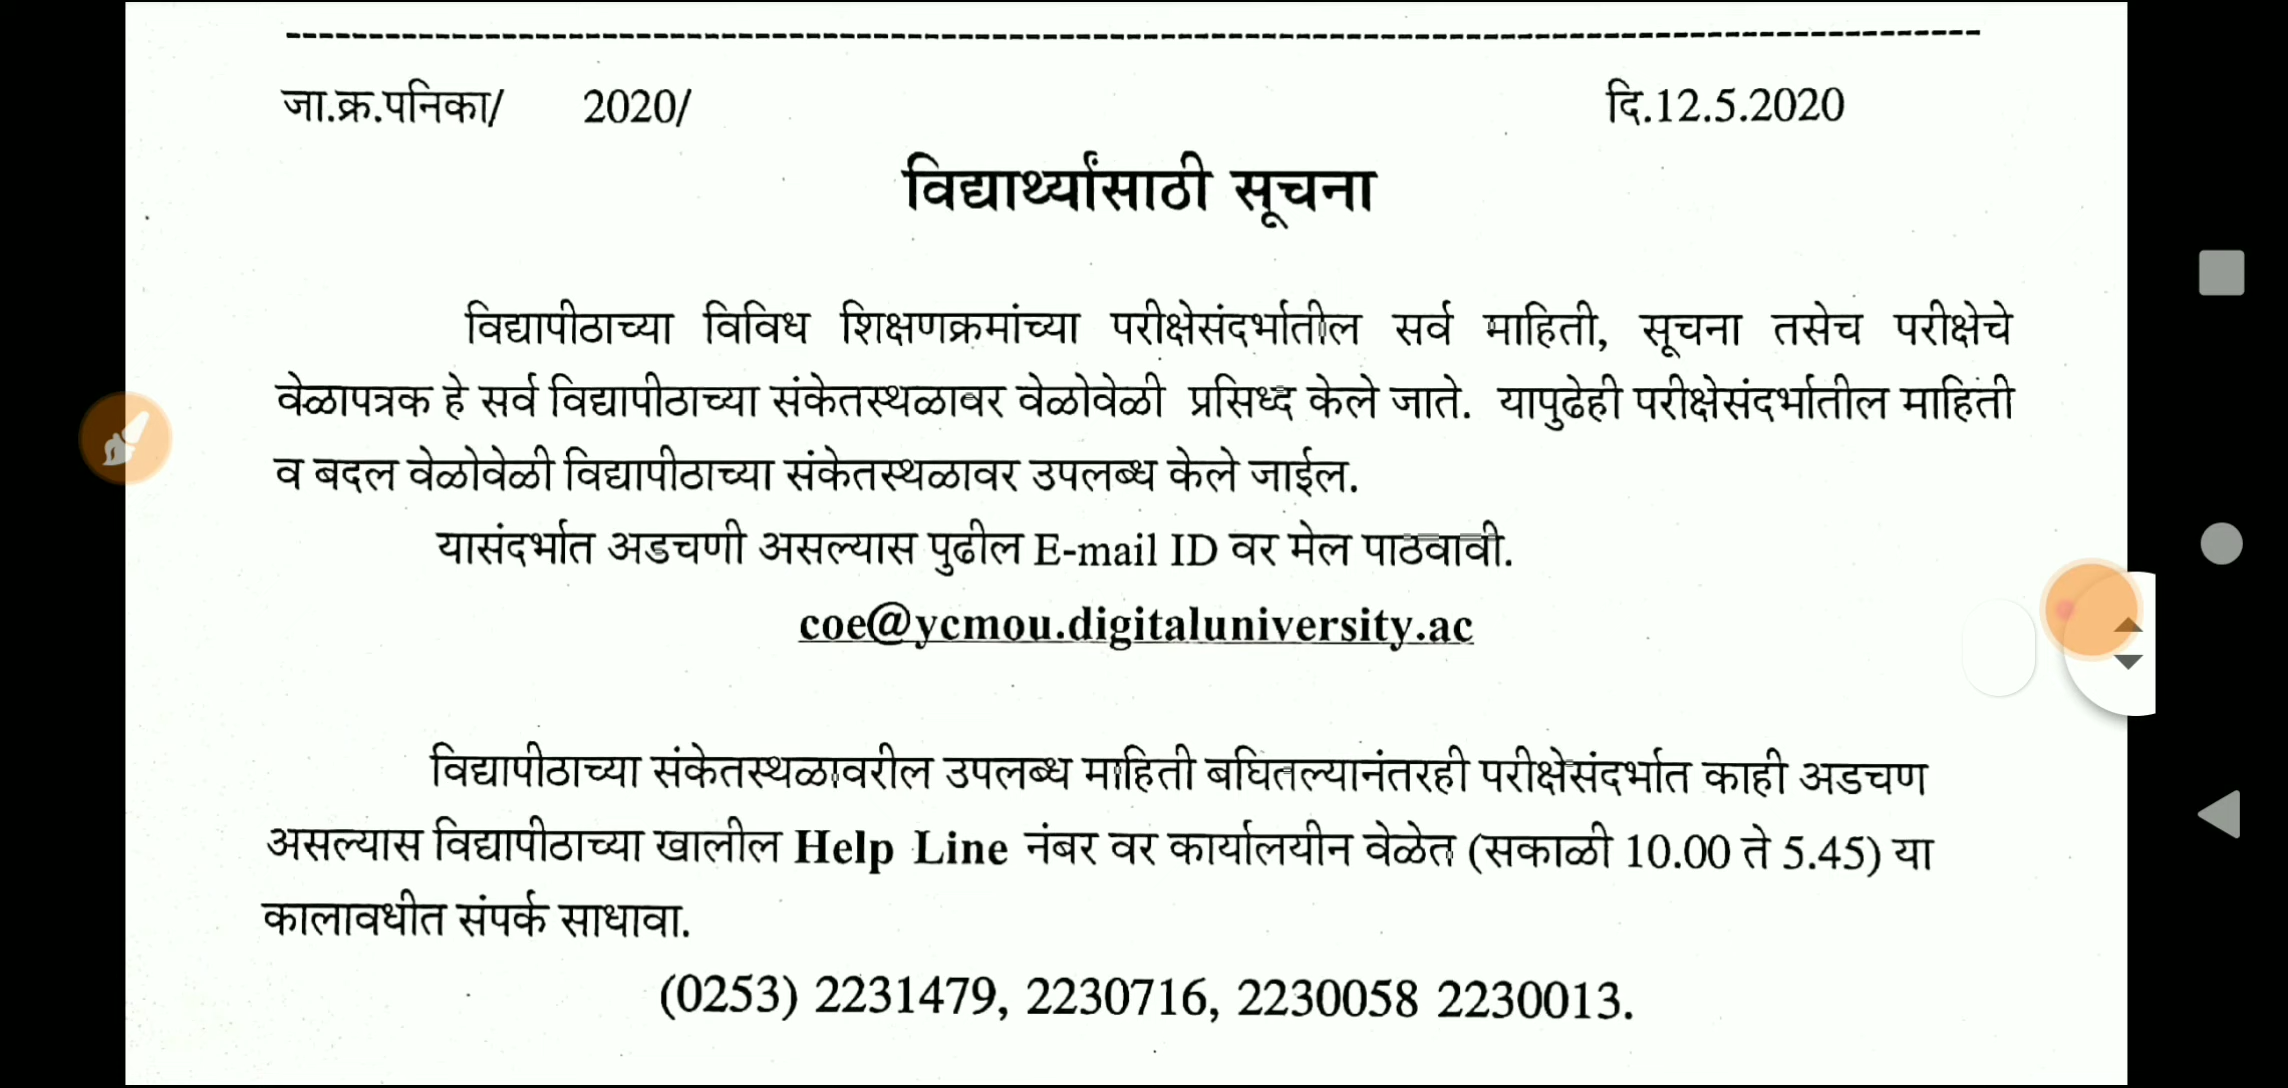 जा.क्र.पनिका/ 2020/ दि.12.5.2020
विद्यार्थ्यांसाठी सूचना
विद्यापीठाच्या विविध शिक्षणक्रमांच्या परीक्षेसंदर्भातील सर्व माहिती, सूचना तसेच परीक्षेचे
वेळापत्रक हे सर्व विद्यापीठाच्या संकेतस्थळावर वेळोवेळी प्रसिध्द केले जाते. यापुढेही परीक्षेसंदर्भातील माहिती
व बदल वेळोवेळी विद्यापीठाच्या संकेतस्थळावर उपलब्ध केले जाईल.
यासंदर्भात अडचणी असल्यास पुढील E-mail ID वर मेल पाठवावी.
coe@ycmou.digitaluniversity.ac
विद्यापीठाच्या संकेतस्थळावरील उपलब्ध माहिती बघितल्यानंतरही परीक्षेसंदर्भात काही अडचण
असल्यास विद्यापीठाच्या खालील Help Line नंबर वर कार्यालयीन वेळेत (सकाळी 10.00 ते 5.45) या
कालावधीत संपर्क साधावा.
(0253) 2231479, 2230716, 2230058 2230013.